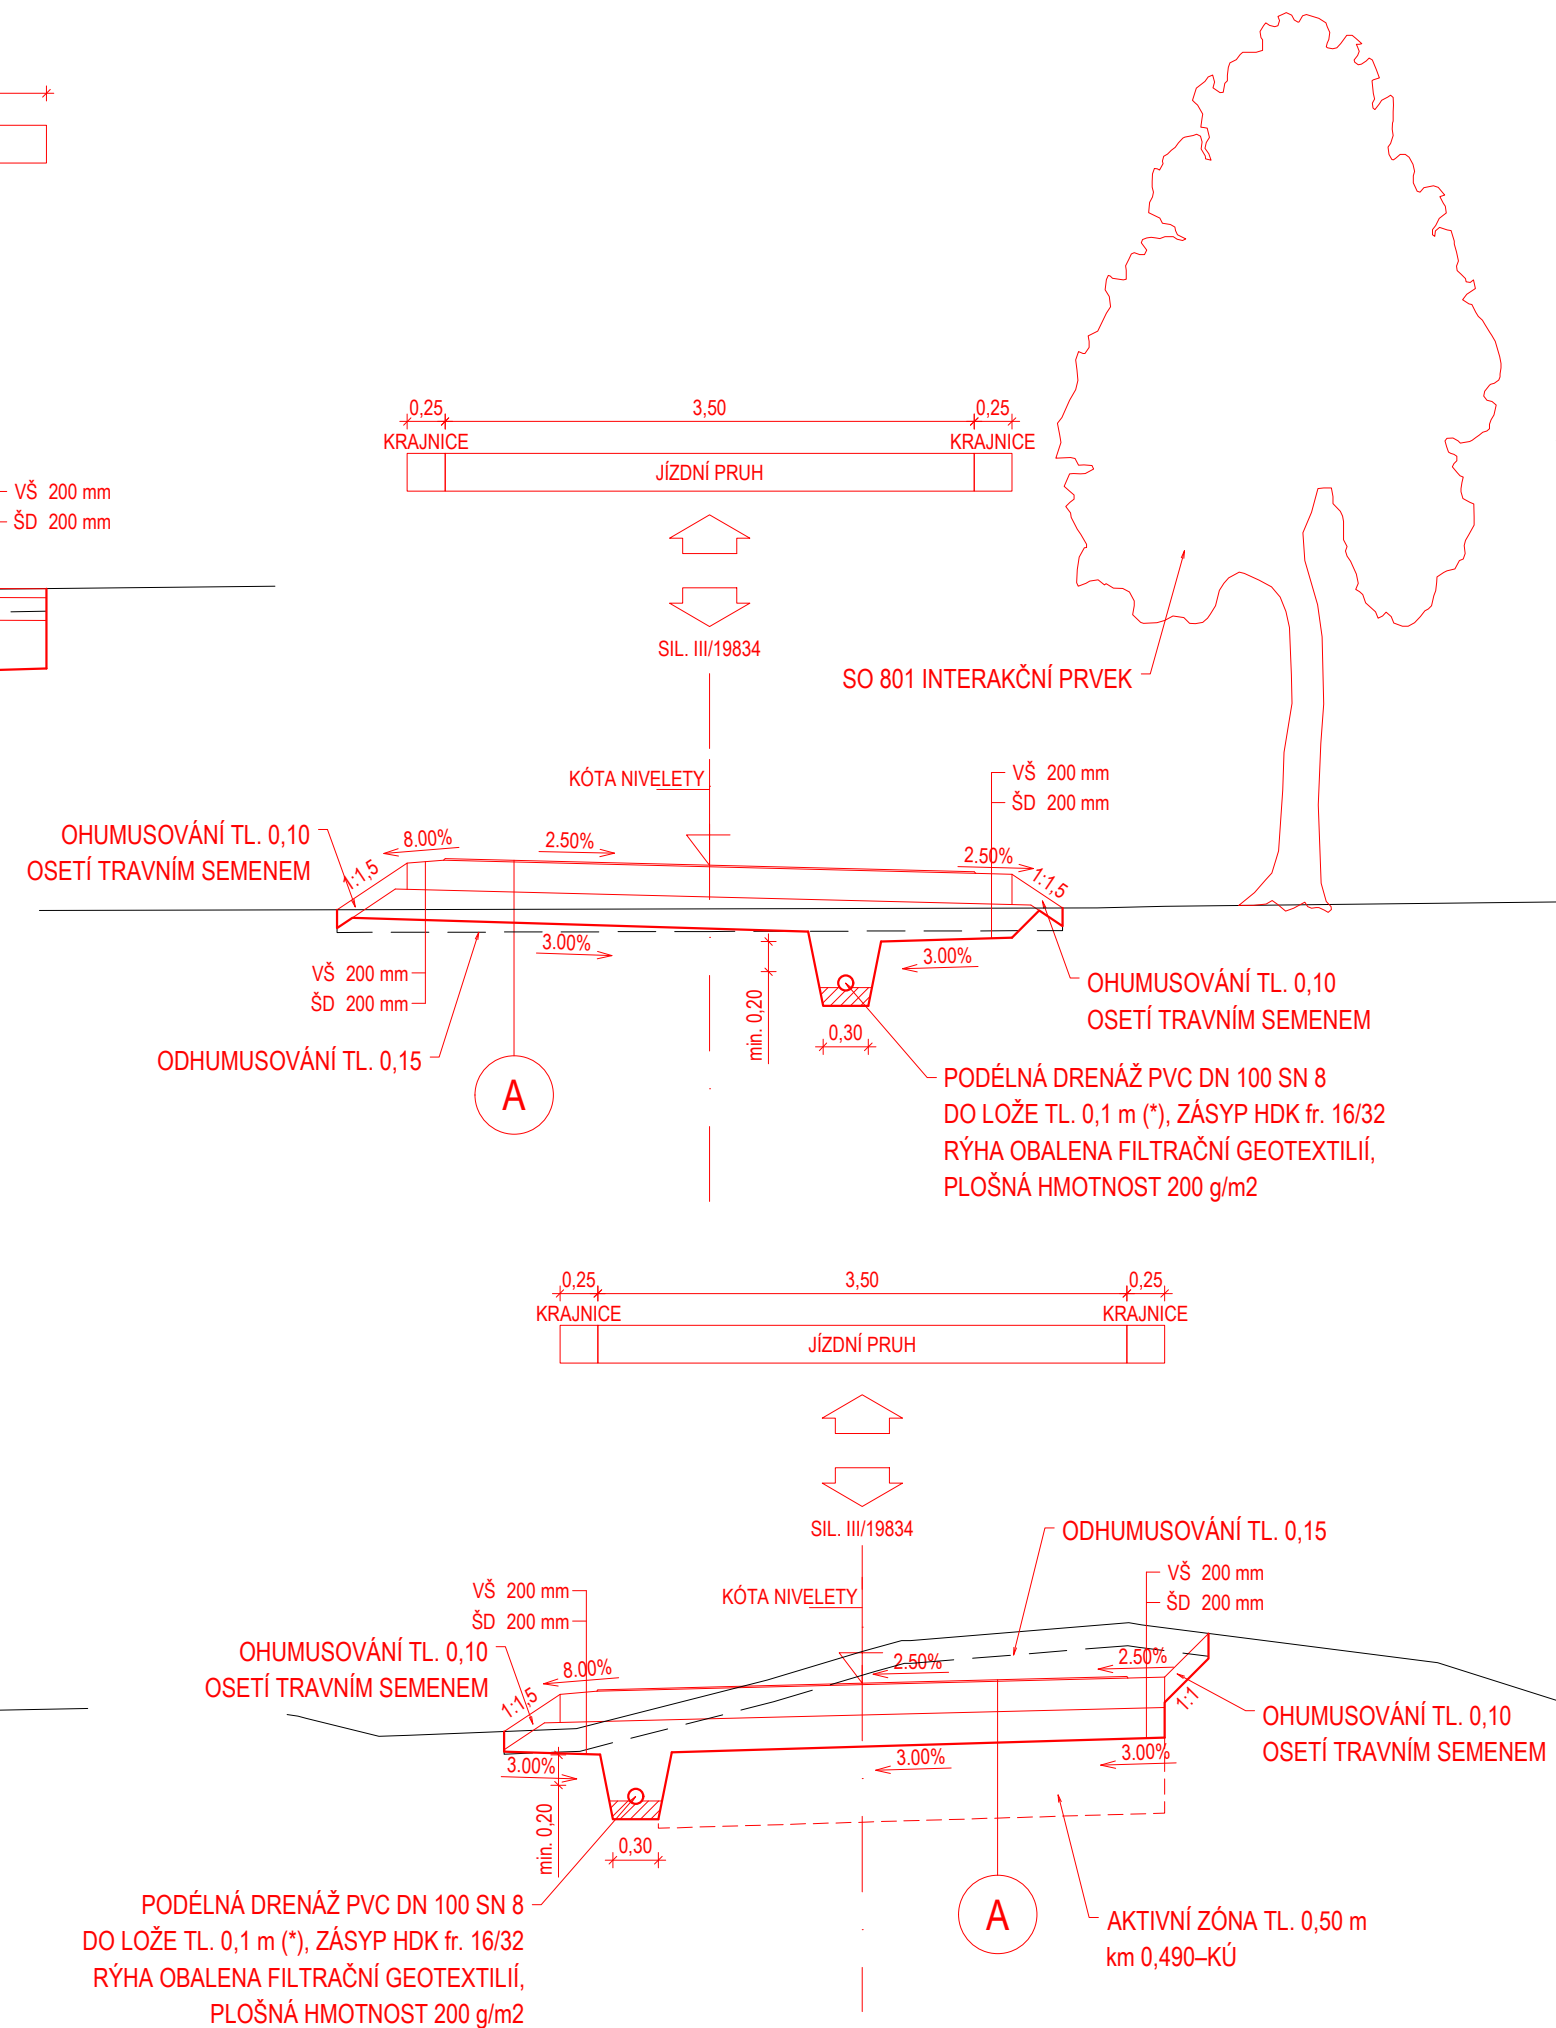 VŠ 200 mm
ŠD 200 mm
0,25
3,50
0,25
KRAJNICE
KRAJNICE
JÍZDNÍ PRUH
SIL. III/19834
SO 801 INTERAKČNÍ PRVEK
KÓTA NIVELETY
VŠ 200 mm
ŠD 200 mm
OHUMUSOVÁNÍ TL. 0,10
OSETÍ TRAVNÍM SEMENEM
1:1,5
8.00%
2.50%
2.50%
1:1,5
3.00%
3.00%
VŠ 200 mm
ŠD 200 mm
ODHUMUSOVÁNÍ TL. 0,15
A
min. 0,20
0,30
OHUMUSOVÁNÍ TL. 0,10
OSETÍ TRAVNÍM SEMENEM
PODÉLNÁ DRENÁŽ PVC DN 100 SN 8
DO LOŽE TL. 0,1 m (*), ZÁSYP HDK fr. 16/32
RÝHA OBALENA FILTRAČNÍ GEOTEXTILIÍ,
PLOŠNÁ HMOTNOST 200 g/m2
0,25
3,50
0,25
KRAJNICE
KRAJNICE
JÍZDNÍ PRUH
SIL. III/19834
ODHUMUSOVÁNÍ TL. 0,15
VŠ 200 mm
ŠD 200 mm
KÓTA NIVELETY
VŠ 200 mm
ŠD 200 mm
OHUMUSOVÁNÍ TL. 0,10
OSETÍ TRAVNÍM SEMENEM
1:1,5
8.00%
2.50%
2.50%
1:1
OHUMUSOVÁNÍ TL. 0,10
OSETÍ TRAVNÍM SEMENEM
3.00%
3.00%
3.00%
min. 0,20
0,30
PODÉLNÁ DRENÁŽ PVC DN 100 SN 8
DO LOŽE TL. 0,1 m (*), ZÁSYP HDK fr. 16/32
RÝHA OBALENA FILTRAČNÍ GEOTEXTILIÍ,
PLOŠNÁ HMOTNOST 200 g/m2
A
AKTIVNÍ ZÓNA TL. 0,50 m
km 0,490–KÚ